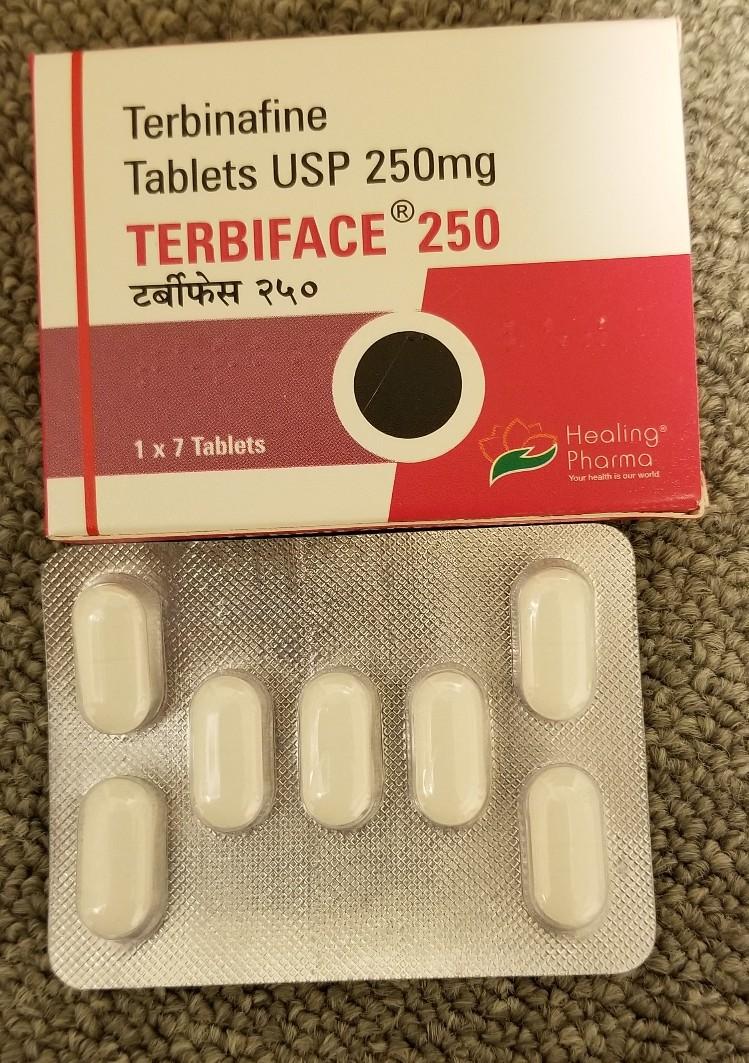 Terbinafine
Tablets USP 250mg
TERBIFACE® 250
टर्बीफेस २५०
1 x 7 Tablets
Healing®
Pharma
Your health is our world